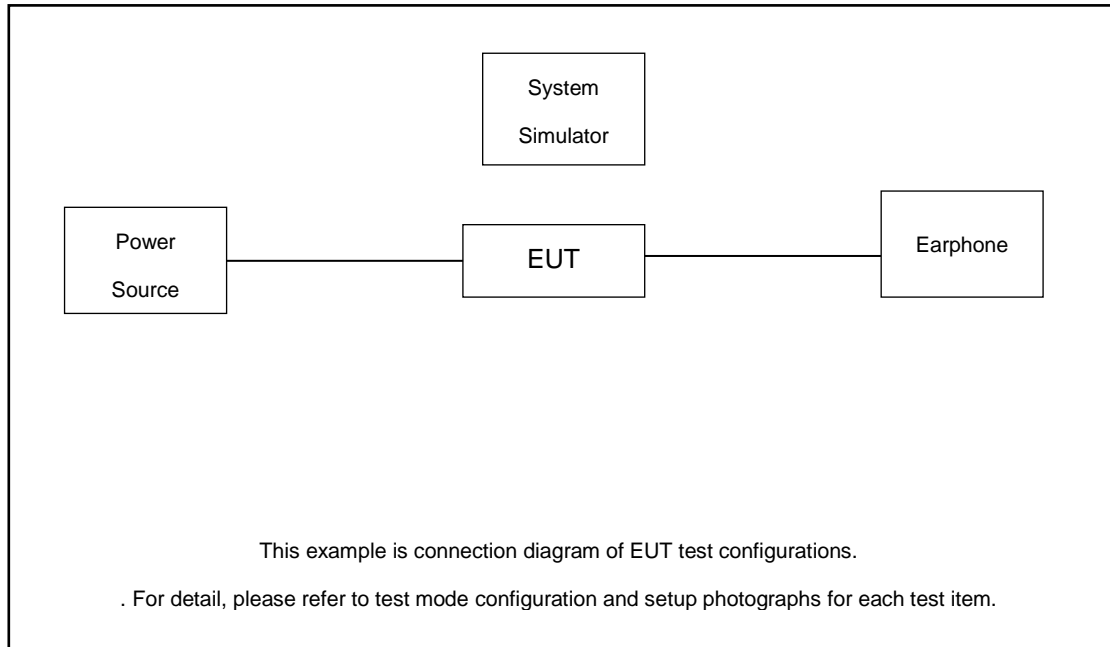 System
Simulator
Power
Source
EUT
Earphone
This example is connection diagram of EUT test configurations.
. For detail, please refer to test mode configuration and setup photographs for each test item.